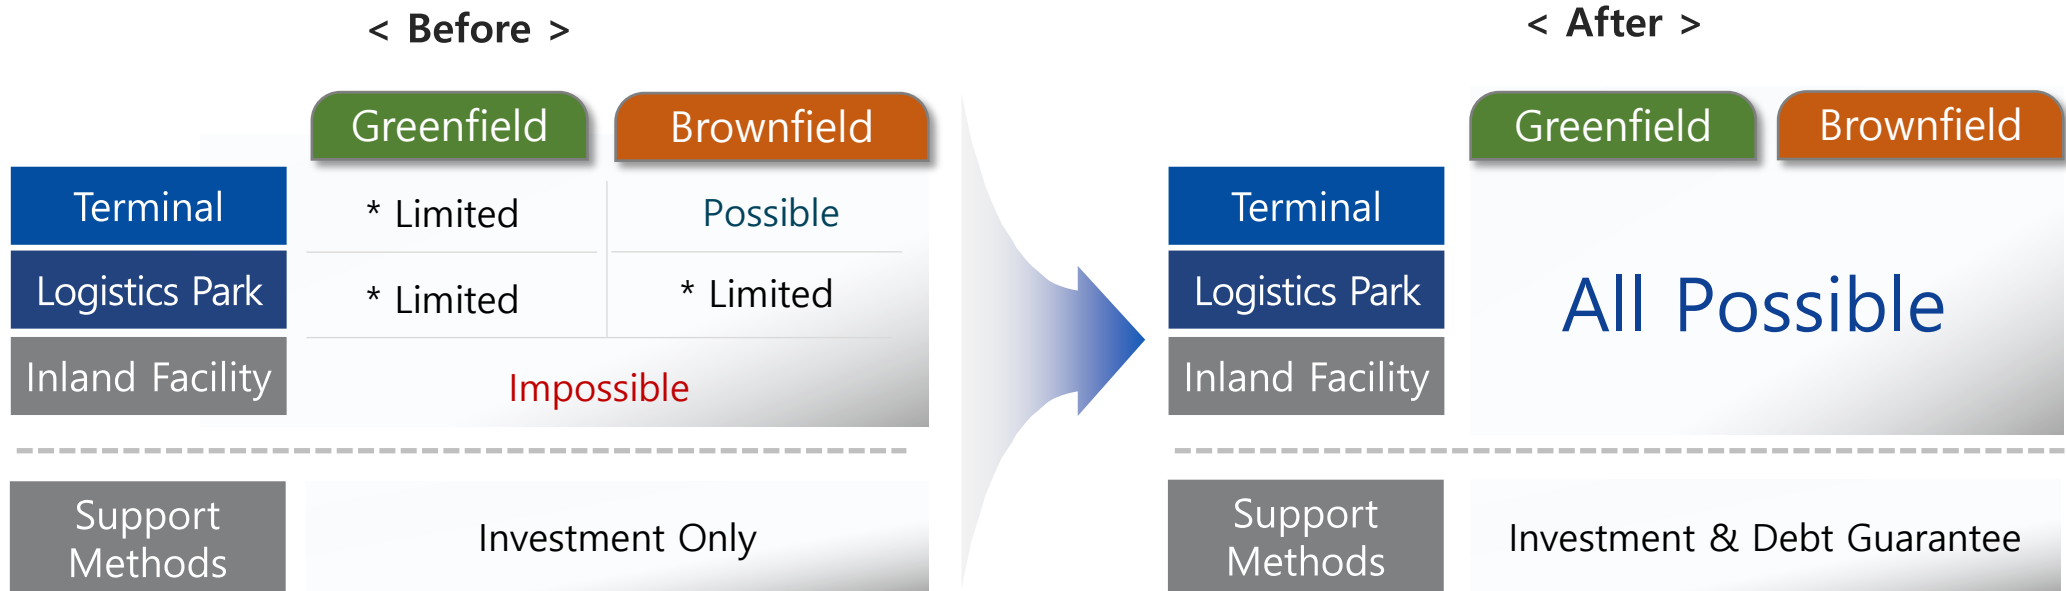 < Before >
Greenfield Brownfield
Terminal * Limited Possible
Logistics Park * Limited * Limited
Inland Facility Impossible
Support
Methods
Investment Only
< After >
Greenfield Brownfield
Terminal
Logistics Park
Inland Facility
All Possible
Support
Methods
Investment & Debt Guarantee